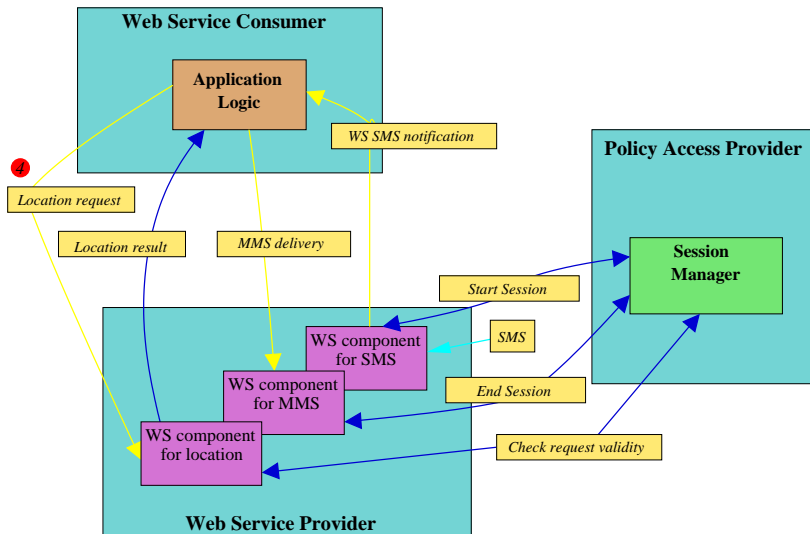 Web Service Consumer
Application
Logic
WS SMS notification
4
Location request
Location result
MMS delivery
Policy Access Provider
Session
Manager
Start Session
SMS
WS component
for SMS
WS component
for MMS
End Session
WS component
for location
Check request validity
Web Service Provider